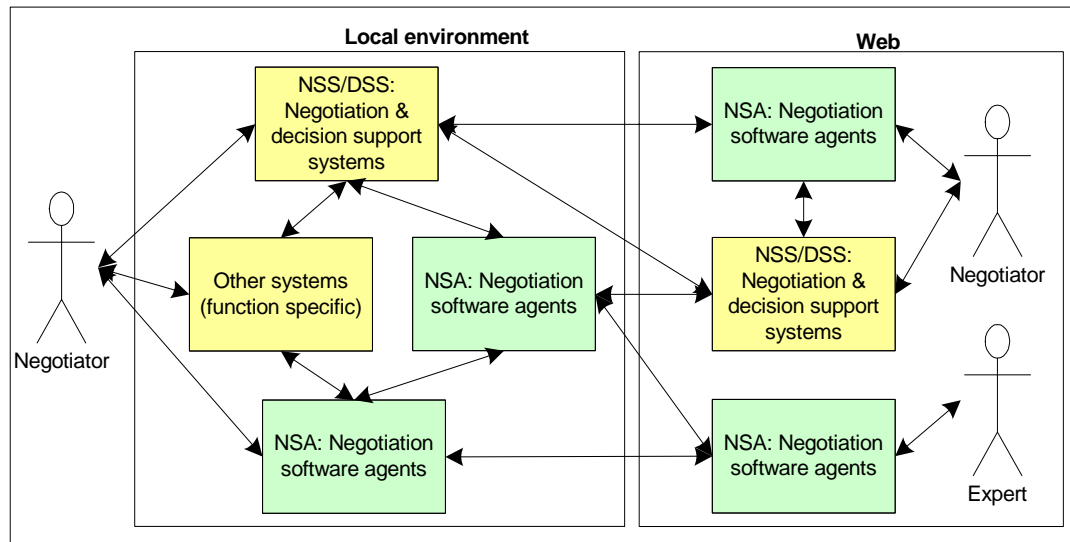 Local environment
Web
NSS/DSS:
Negotiation &
decision support
systems
NSA: Negotiation
software agents
Other systems
(function specific)
NSA: Negotiation
software agents
NSS/DSS:
Negotiation &
decision support
systems
Negotiator
Negotiator
NSA: Negotiation
software agents
NSA: Negotiation
software agents
Expert